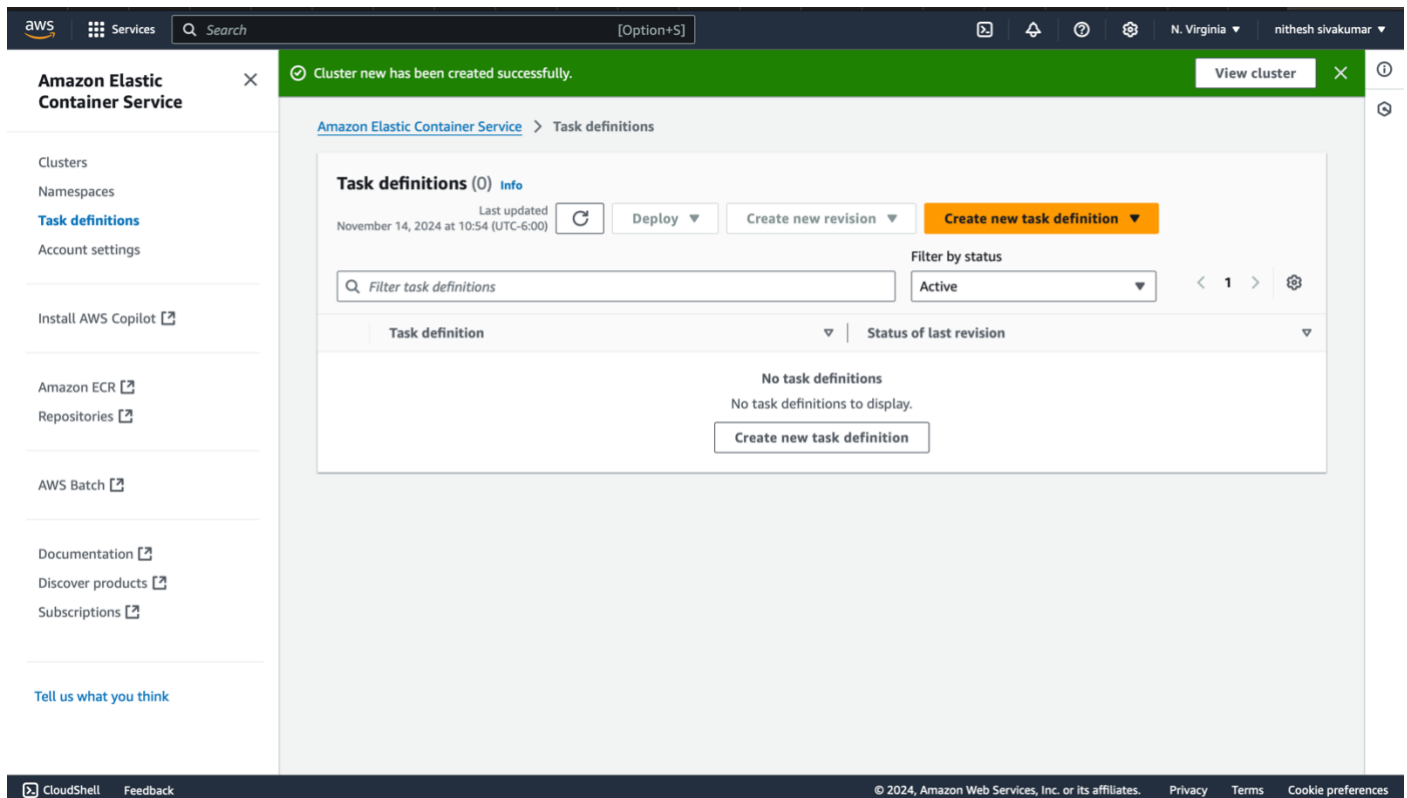 aws Services Search [Option+S] N. Virginia nithesh sivakumar
Amazon Elastic
Container Service
Clusters
Namespaces
Task definitions
Account settings
Install AWS Copilot
Amazon ECR
Repositories
AWS Batch
Documentation
Discover products
Subscriptions
Tell us what you think
Cluster new has been created successfully. View cluster
Amazon Elastic Container Service > Task definitions
Task definitions (0) Info
Last updated
November 14, 2024 at 10:54 (UTC-6:00)
Deploy Create new revision Create new task definition
Filter by status
Filter task definitions Active 1
Task definition Status of last revision
No task definitions
No task definitions to display.
Create new task definition
CloudShell Feedback © 2024, Amazon Web Services, Inc. or its affiliates. Privacy Terms Cookie preferences